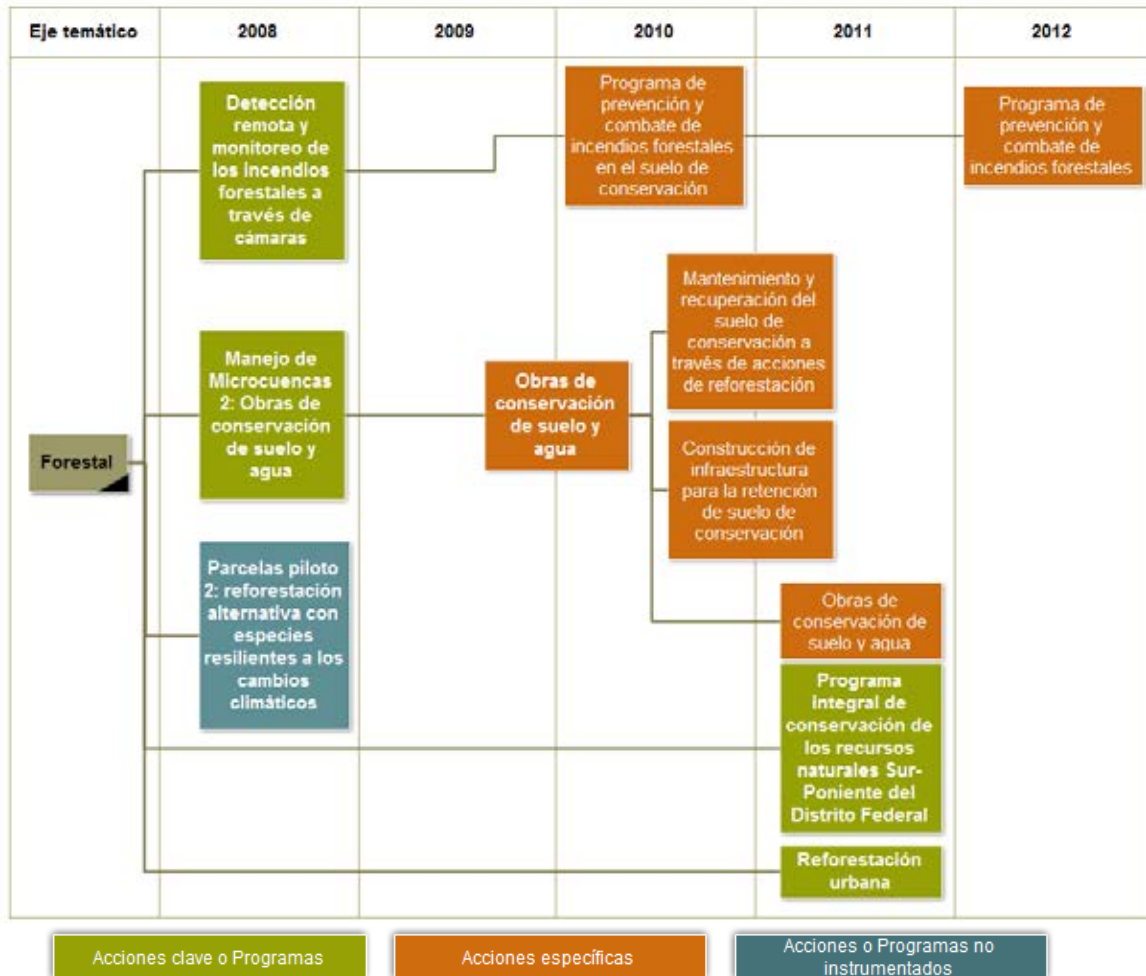 Eje temático
2008
2009
2010
2011
2012
Detección
remota y
monitoreo de
los incendios
forestales a
través de
cámaras
Programa de
prevención y
combate de
incendios forestales
en el suelo de
conservación
Programa de
prevención y
combate de
incendios forestales
Forestal
Manejo de
Microcuencas
2: Obras de
conservación
de suelo y
agua
Obras de
conservación
de suelo y
agua
Mantenimiento y
recuperación del
suelo de
conservación a
través de acciones
de reforestación
Construcción de
infraestructura
para la retención
de suelo de
conservación
Parcelas piloto
2: reforestación
alternativa con
especies
resilientes a los
cambios
climáticos
Obras de
conservación de
suelo y agua
Programa
integral de
conservación de
los recursos
naturales Sur-
Poniente del
Distrito Federal
Reforestación
urbana
Acciones clave o Programas
Acciones específicas
Acciones o Programas no
instrumentados